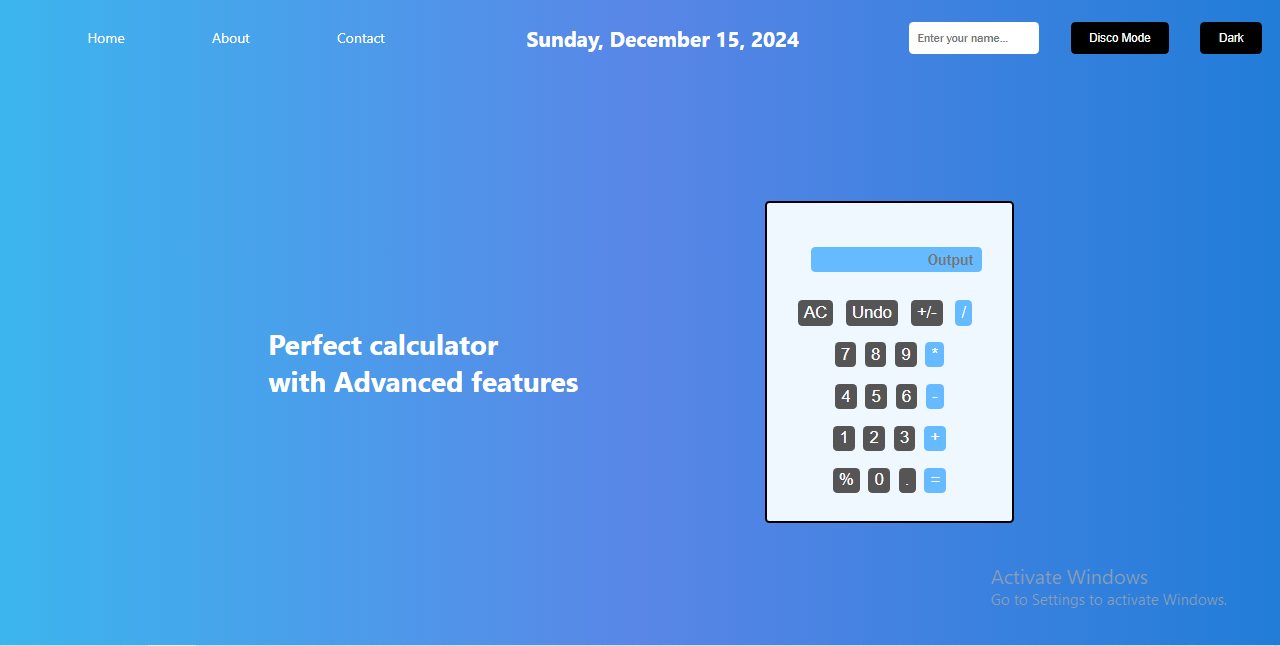 Home About Contact Sunday, December 15, 2024 Enter your name... Disco Mode Dark
Output
AC Undo +/- /
7 8 9 *
4 5 6 -
1 2 3 +
% 0 . =
Perfect calculator
with Advanced features
Activate Windows
Go to Settings to activate Windows.